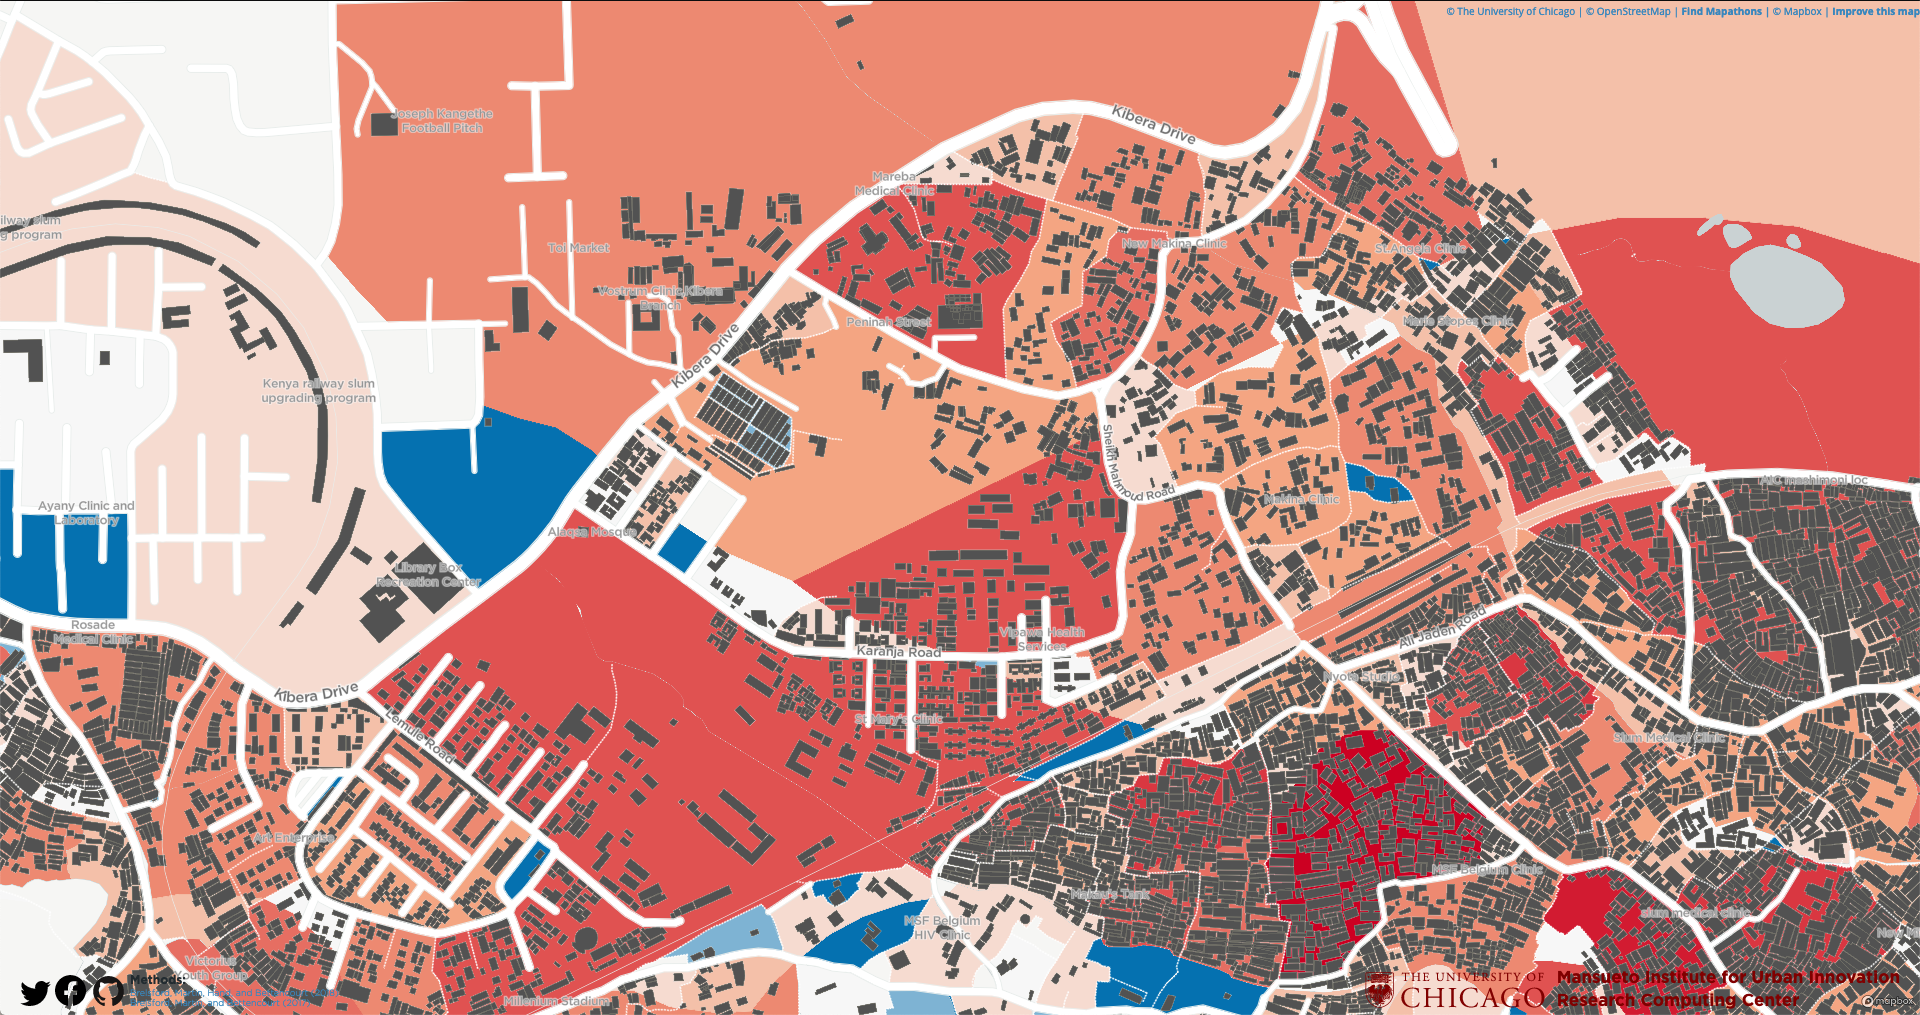 © The University of Chicago | © OpenStreetMap | Find Mapathons | © Mapbox | Improve this map
Joseph Kangethe
Football Pitch
Kibera Drive
Mareba
Medical Clinic
ilway slum
g program
Toi Market
New Makina Clinic
St.Angela Clinic
Vostrum Clinic,Kibera
Branch
Peninah Street
Marie Stopes Clinic
Kibera Drive
Kenya railway slum
upgrading program
Sheikh Mahmoud Road
AIC mashimoni loc
Makina Clinic
Ayany Clinic and
Laboratory
Alaqsa Mosque
Library Box
Recreation Center
Rosade
Medical Clinic
Vipawa Health
Services
Karanja Road
Ali Jaden Road
Nyota Studio
Kibera Drive
Lemule Road
St Mary's Clinic
Slum Medical Clinic
Art Enterprise
MSF Belgium Clinic
MSF Belgium
HIV Clinic
slum medical clinic
Victorius
Youth Group
Methods:
Millenium Stadium
THE UNIVERSITY OF
CHICAGO
Mansueto Institute for Urban Innovation
Research Computing Center
mapbox